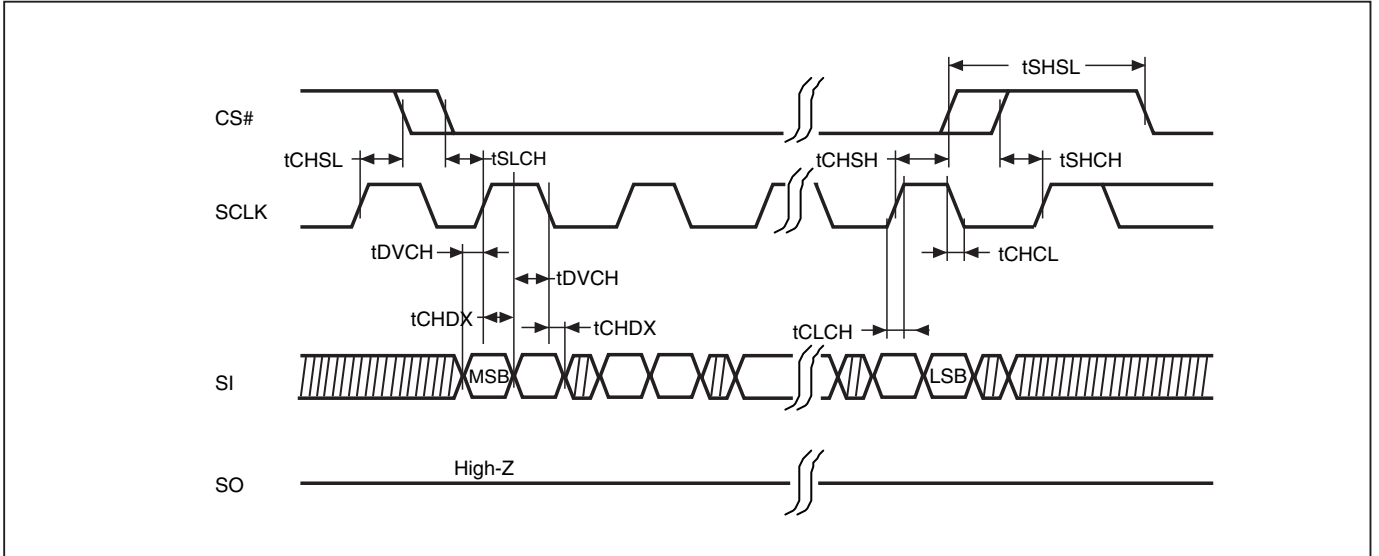 tSHSL
CS#
tCHSL
tSLCH
tCHSH
tSHCH
SCLK
tDVCH
tCHCL
tDVCH
tCHDX
tCHDX
tCLCH
SI
MSB
LSB
High-Z
SO